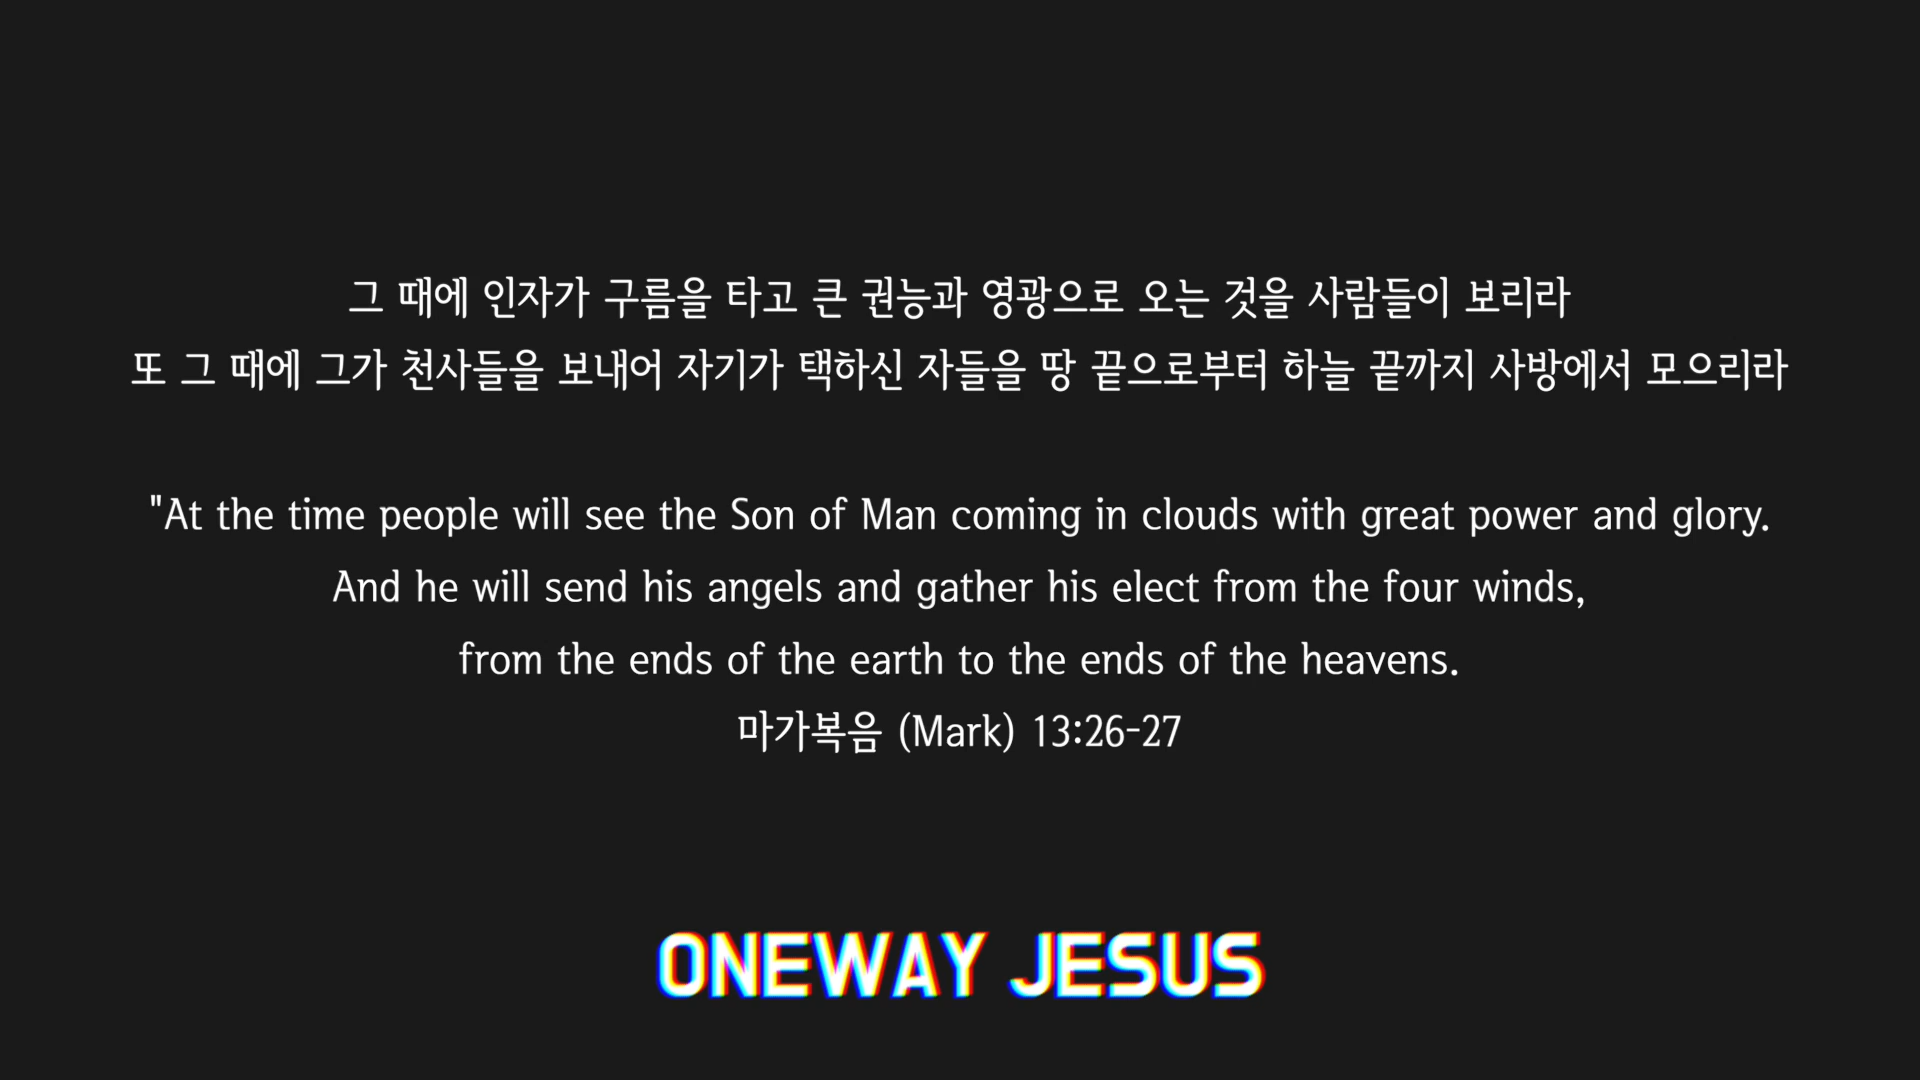 그 때에 인자가 구름을 타고 큰 권능과 영광으로 오는 것을 사람들이 보리라
또 그 때에 그가 천사들을 보내어 자기가 택하신 자들을 땅 끝으로부터 하늘 끝까지 사방에서 모으리라
"At the time people will see the Son of Man coming in clouds with great power and glory.
And he will send his angels and gather his elect from the four winds,
from the ends of the earth to the ends of the heavens.
마가복음 (Mark) 13:26-27
ONEWAY JESUS